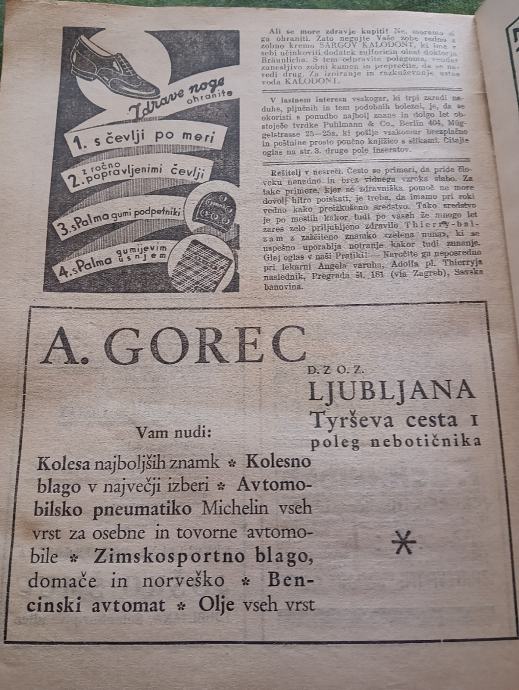 Zdrave noge
ohranite
1. s čevlji po meri
2. z ročno
popravljenimi čevlji
3. s Palma gumi podpetniki
4. s Palma gumijevim
usnjem
Ali se more zdravje kupiti? Ne, moramo si
ga ohraniti. Zato negujte Vaše zobe redno s
zobno kremo SARGOV KALODONT, ki ima v
sebi učinkoviti dodatek sulforicin oleat doktorja
Bräunlicha. S tem odpravite polagoma, vendar
zanesljivo zobni kamen in preprečite, da se na-
redi drug. Za izpiranje in razkuževanje ustne
voda KALODONT.
V lastnem interesu vsakogar, ki trpi zaradi na-
duhe, pljučnih in tem podobnih bolezni, je, da se
okoristi s ponudbo najbolj znane in dolgo let ob-
stoječe tvrdke Puhlmann & Co., Berlin 404, Müg-
gelstrasse 25—25a, ki pošlje vsakomur brezplačno
in poštnine prosto poučno knjižico s slikami. Čitajte
oglas na str. 3. druge pole inseratov.
Rešitelj v nesreči. Često se primeri, da pride člo-
veku nenadno in brez vidnega vzroka slabo. Za
take primere, kjer se zdravniška pomoč ne more
dovolj hitro poiskati, je treba, da imamo pri roki
vedno kako preizkušeno sredstvo. Tako sredstvo
je po mestih kakor tudi po vaseh že mnogo let
zares zelo priljubljeno zdravilo Thierry-bal-
zam z zaščitno znamko zelena nuna, ki se
uspešno uporablja notranje kakor tudi zunanje.
Glej oglas v naši Pratiki! — Naročite ga neposredno
pri lekarni Angela varuha, Adolfa pl. Thierryja
naslednik, Pregrada št. 181 (via Zagreb), Savska
banovina.
A. GOREC
D. Z O. Z.
LJUBLJANA
Tyrševa cesta 1
poleg nebotičnika
Vam nudi:
Kolesa najboljših znamk * Kolesno
blago v največji izberi * Avtomo-
bilsko pneumatiko Michelin vseh
vrst za osebne in tovorne avtomo-
bile * Zimskosportno blago,
domače in norveško * Ben-
cinski avtomat * Olje vseh vrst